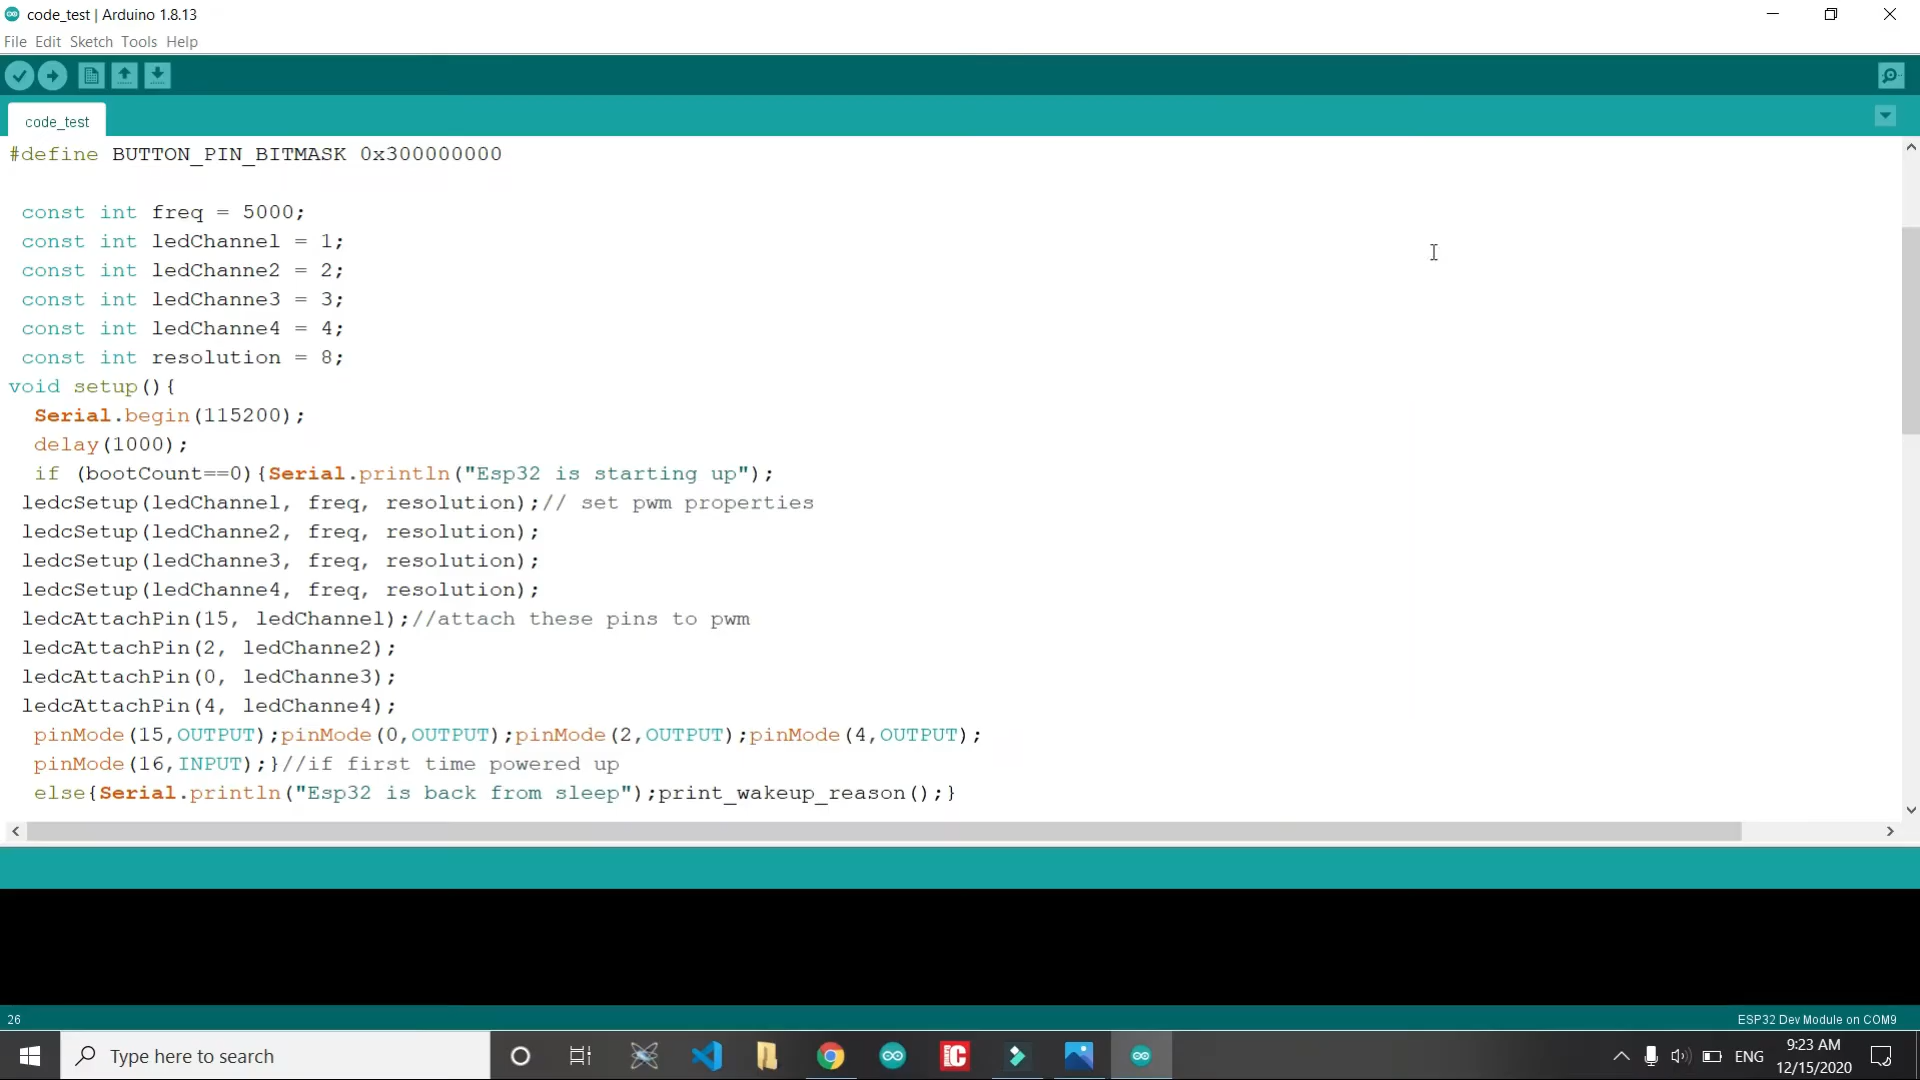 code_test | Arduino 1.8.13
File Edit Sketch Tools Help
code_test
#define BUTTON_PIN_BITMASK 0x300000000
const int freq = 5000;
const int ledChannel = 1;
const int ledChanne2 = 2;
const int ledChanne3 = 3;
const int ledChanne4 = 4;
const int resolution = 8;
void setup(){
Serial.begin(115200);
delay(1000);
if (bootCount==0){Serial.println("Esp32 is starting up");
ledcSetup(ledChannel, freq, resolution);// set pwm properties
ledcSetup(ledChanne2, freq, resolution);
ledcSetup(ledChanne3, freq, resolution);
ledcSetup(ledChanne4, freq, resolution);
ledcAttachPin(15, ledChannel);//attach these pins to pwm
ledcAttachPin(2, ledChanne2);
ledcAttachPin(0, ledChanne3);
ledcAttachPin(4, ledChanne4);
pinMode(15,OUTPUT);pinMode(0,OUTPUT);pinMode(2,OUTPUT);pinMode(4,OUTPUT);
pinMode(16,INPUT);}//if first time powered up
else{Serial.println("Esp32 is back from sleep");print_wakeup_reason();}
26
ESP32 Dev Module on COM9
Type here to search
ENG
9:23 AM
12/15/2020